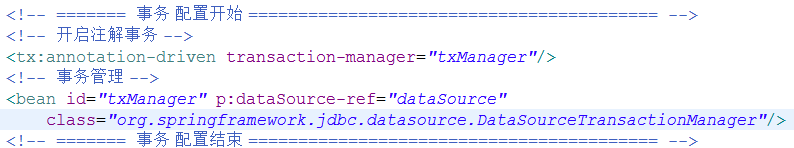 <!-- ======= 事务 配置开始 ========================================= -->
<!-- 开启注解事务 -->
<tx:annotation-driven transaction-manager="txManager"/>
<!-- 事务管理 -->
<bean id="txManager" p:dataSource-ref="dataSource"
class="org.springframework.jdbc.datasource.DataSourceTransactionManager"/>
<!-- ======= 事务 配置结束 ========================================= -->